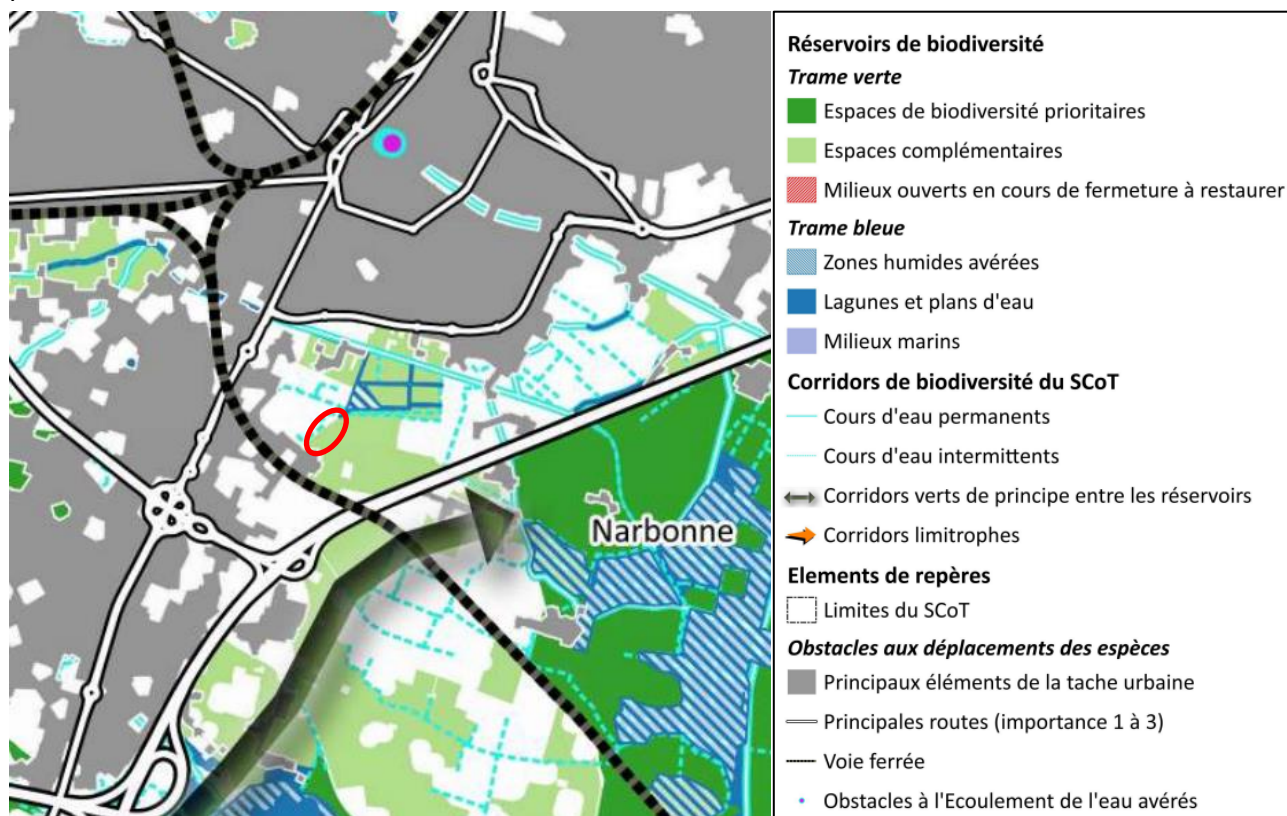 Narbonne
Réservoirs de biodiversité
Trame verte
Espaces de biodiversité prioritaires
Espaces complémentaires
Milieux ouverts en cours de fermeture à restaurer
Trame bleue
Zones humides avérées
Lagunes et plans d'eau
Milieux marins
Corridors de biodiversité du SCoT
Cours d'eau permanents
Cours d'eau intermittents
Corridors verts de principe entre les réservoirs
Corridors limitrophes
Elements de repères
Limites du SCoT
Obstacles aux déplacements des espèces
Principaux éléments de la tache urbaine
Principales routes (importance 1 à 3)
Voie ferrée
Obstacles à l'Ecoulement de l'eau avérés